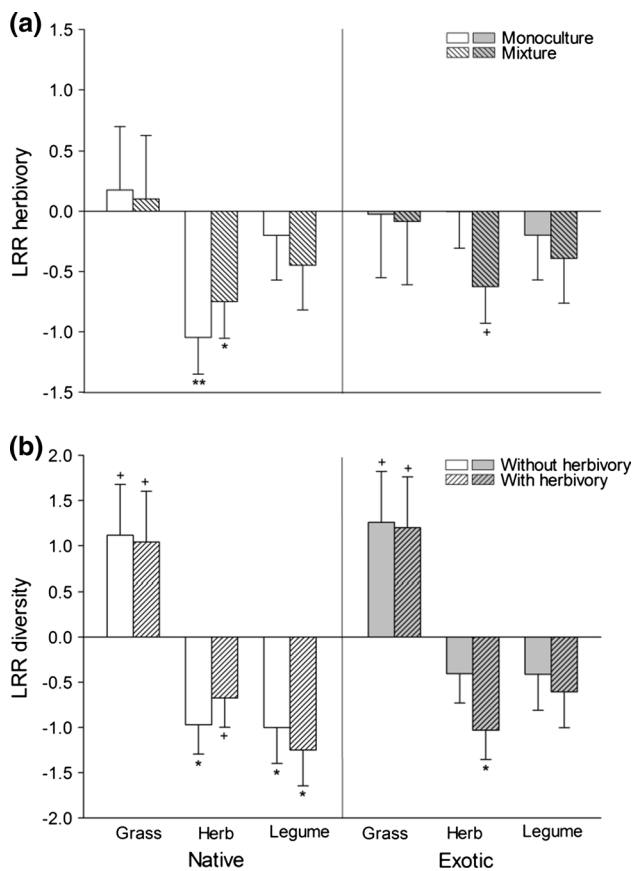 (a)
1.5
1.0
0.5
0.0
-0.5
-1.0
-1.5
LRR herbivory
Monoculture
Mixture
**
*
+
(b)
2.0
1.5
1.0
0.5
0.0
-0.5
-1.0
-1.5
-2.0
LRR diversity
Without herbivory
With herbivory
+ + + +
* + * * *
Grass Herb Legume Grass Herb Legume
Native Exotic